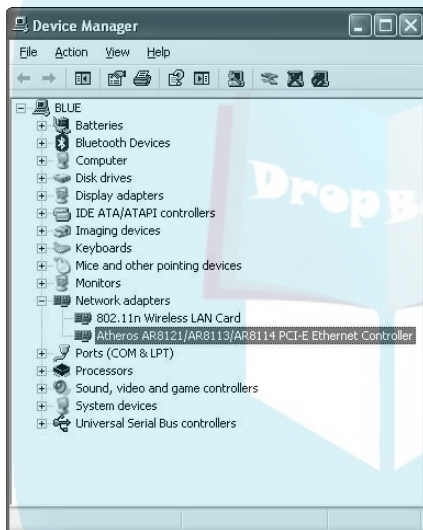 Device Manager
File Action View Help
BLUE
Batteries
Bluetooth Devices
Computer
Disk drives
Display adapters
IDE ATA/ATAPI controllers
Imaging devices
Keyboards
Mice and other pointing devices
Monitors
Network adapters
802.11n Wireless LAN Card
Atheros AR8121/AR8113/AR8114 PCI-E Ethernet Controller
Ports (COM & LPT)
Processors
Sound, video and game controllers
System devices
Universal Serial Bus controllers